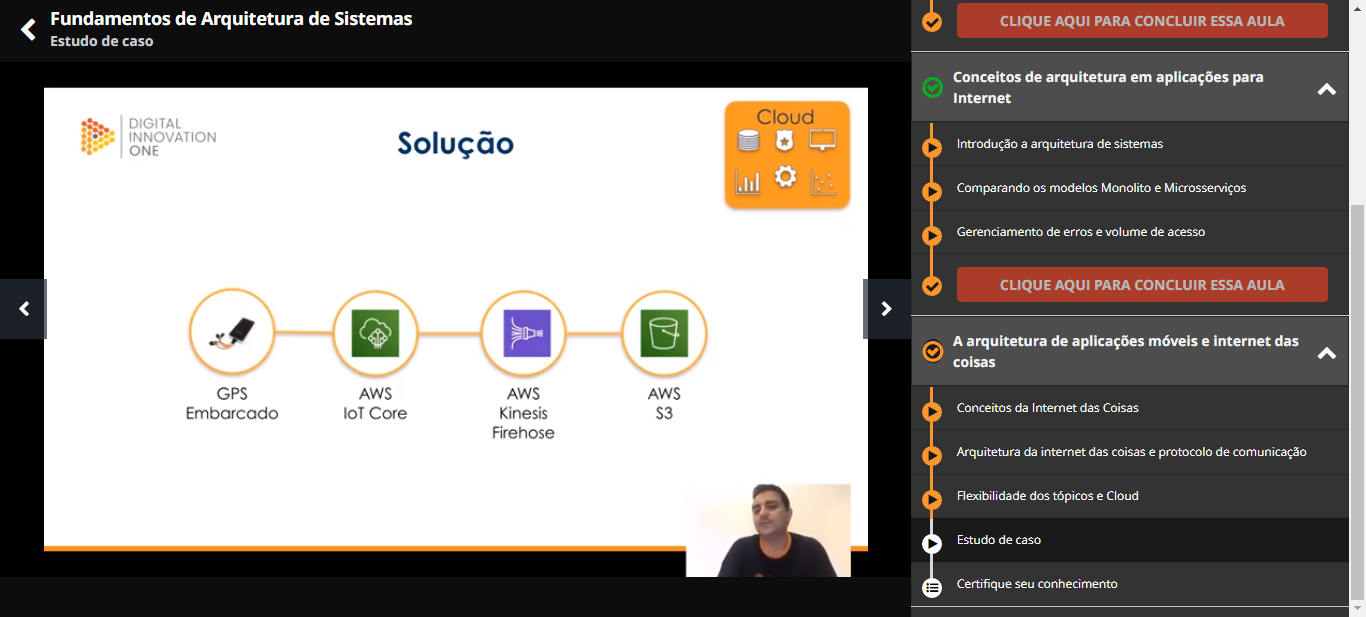 Fundamentos de Arquitetura de Sistemas
Estudo de caso
DIGITAL
INNOVATION
ONE
Solução
Cloud
GPS
Embarcado
AWS
IoT Core
AWS
Kinesis
Firehose
AWS
S3
CLIQUE AQUI PARA CONCLUIR ESSA AULA
Conceitos de arquitetura em aplicações para
Internet
Introdução a arquitetura de sistemas
Comparando os modelos Monolito e Microsserviços
Gerenciamento de erros e volume de acesso
CLIQUE AQUI PARA CONCLUIR ESSA AULA
A arquitetura de aplicações móveis e internet das
coisas
Conceitos da Internet das Coisas
Arquitetura da internet das coisas e protocolo de comunicação
Flexibilidade dos tópicos e Cloud
Estudo de caso
Certifique seu conhecimento